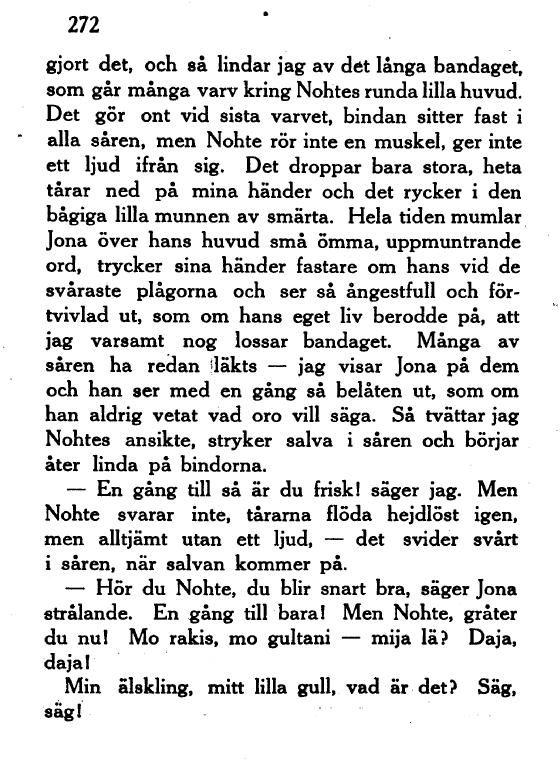 272
gjort det, och så lindar jag av det långa bandaget,
som går många varv kring Nohtes runda lilla huvud.
Det gör ont vid sista varvet, bindan sitter fast i
alla såren, men Nohte rör inte en muskel, ger inte
ett ljud ifrån sig. Det droppar bara stora, heta
tårar ned på mina händer och det rycker i den
bågiga lilla munnen av smärta. Hela tiden mumlar
Jona över hans huvud små ömma, uppmuntrande
ord, trycker sina händer fastare om hans vid de
svåraste plågorna och ser så ångestfull och för-
tvivlad ut, som om hans eget liv berodde på, att
jag varsamt nog lossar bandaget. Många av
såren ha redan läkts — jag visar Jona på dem
och han ser med en gång så belåten ut, som om
han aldrig vetat vad oro vill säga. Så tvättar jag
Nohtes ansikte, stryker salva i såren och börjar
åter linda på bindorna.
— En gång till så är du frisk! säger jag. Men
Nohte svarar inte, tårarna flöda hejdlöst igen,
men alltjämt utan ett ljud, — det svider svårt
i såren, när salvan kommer på.
— Hör du Nohte, du blir snart bra, säger Jona
strålande. En gång till bara! Men Nohte, gråter
du nu! Mo rakis, mo gultani — mija lä? Daja,
daja!
Min älskling, mitt lilla gull, vad är det? Säg,
säg!